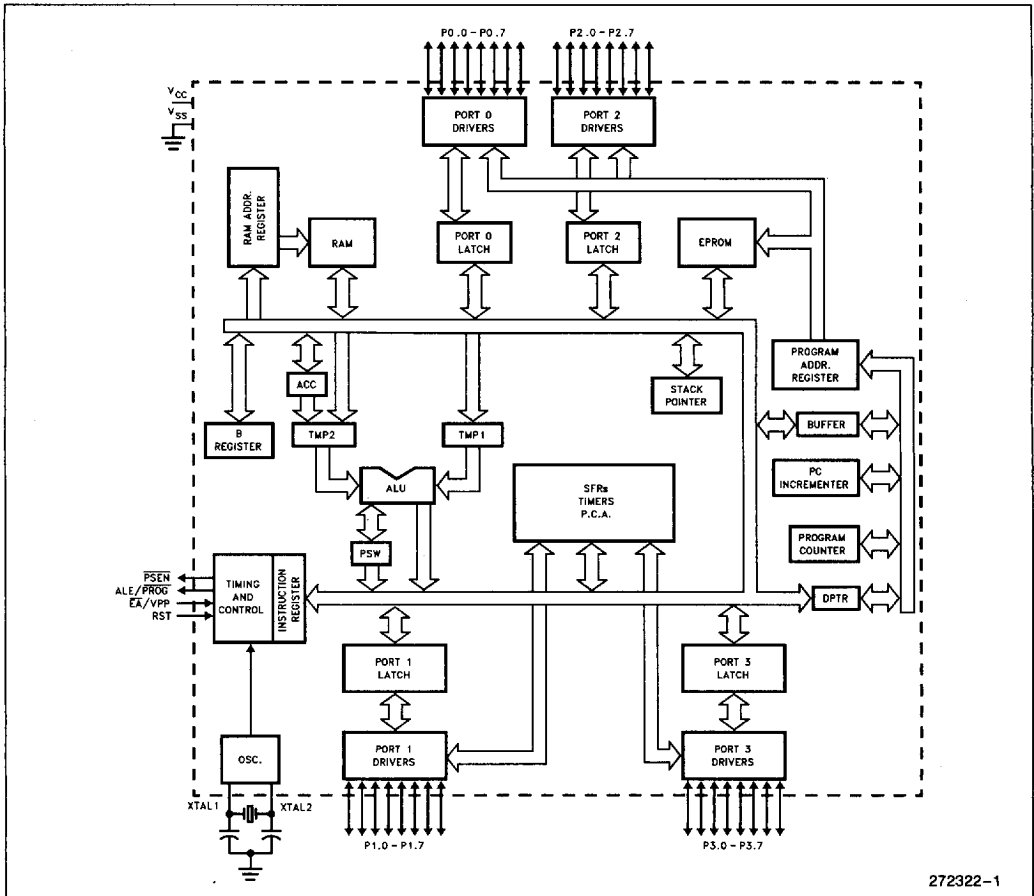 P0.0-P0.7
P2.0-P2.7
VCC
VSS
PORT 0
DRIVERS
PORT 2
DRIVERS
RAM ADDR.
REGISTER
RAM
PORT 0
LATCH
PORT 2
LATCH
EPROM
PROGRAM
ADDR.
REGISTER
ACC
STACK
POINTER
B
REGISTER
TMP2
TMP1
BUFFER
ALU
SFRs
TIMERS
P.C.A.
PC
INCREMENTER
PSW
PROGRAM
COUNTER
PSEN
ALE/PROG
EA/VPP
RST
TIMING
AND
CONTROL
INSTRUCTION
REGISTER
DPTR
PORT 1
LATCH
PORT 3
LATCH
OSC.
PORT 1
DRIVERS
PORT 3
DRIVERS
XTAL1
XTAL2
P1.0-P1.7
P3.0-P3.7
272322-1